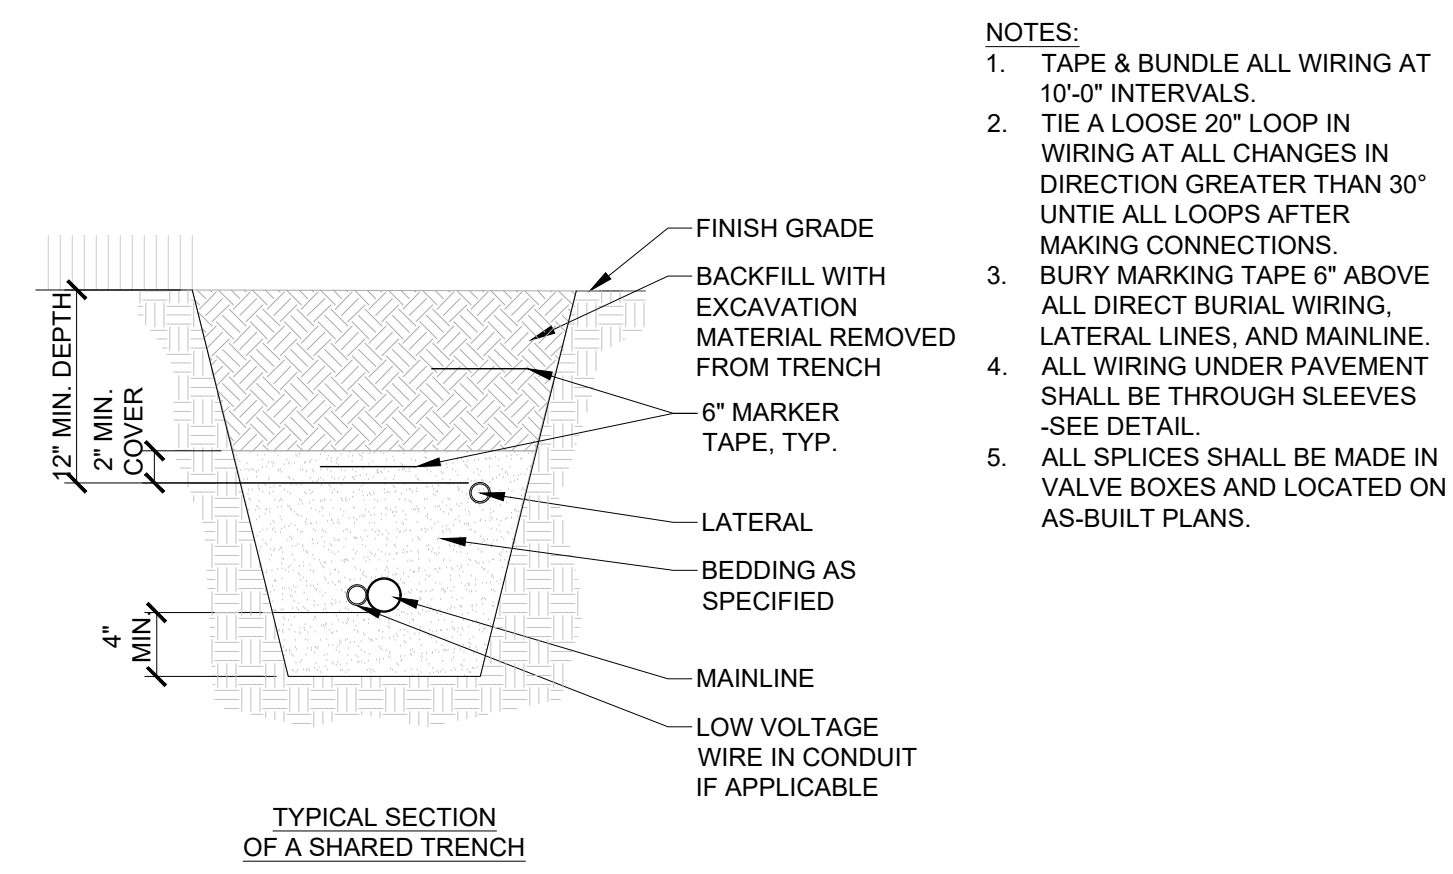 NOTES:
1. TAPE & BUNDLE ALL WIRING AT
10'-0" INTERVALS.
2. TIE A LOOSE 20" LOOP IN
WIRING AT ALL CHANGES IN
DIRECTION GREATER THAN 30°
UNTIE ALL LOOPS AFTER
MAKING CONNECTIONS.
3. BURY MARKING TAPE 6" ABOVE
ALL DIRECT BURIAL WIRING,
LATERAL LINES, AND MAINLINE.
4. ALL WIRING UNDER PAVEMENT
SHALL BE THROUGH SLEEVES
-SEE DETAIL.
5. ALL SPLICES SHALL BE MADE IN
VALVE BOXES AND LOCATED ON
AS-BUILT PLANS.
FINISH GRADE
BACKFILL WITH
EXCAVATION
MATERIAL REMOVED
FROM TRENCH
6" MARKER
TAPE, TYP.
LATERAL
BEDDING AS
SPECIFIED
MAINLINE
LOW VOLTAGE
WIRE IN CONDUIT
IF APPLICABLE
12" MIN. DEPTH
2" MIN.
COVER
4"
MIN
TYPICAL SECTION
OF A SHARED TRENCH